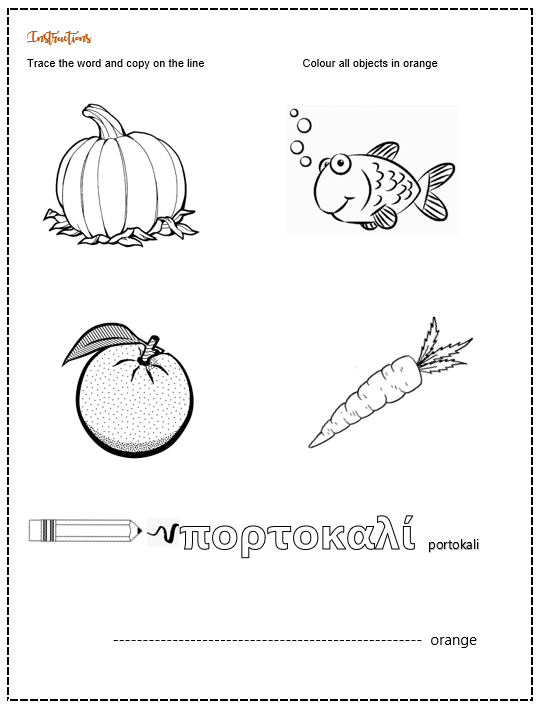 Instructions
Trace the word and copy on the line
Colour all objects in orange
πορτοκαλί portokali
orange